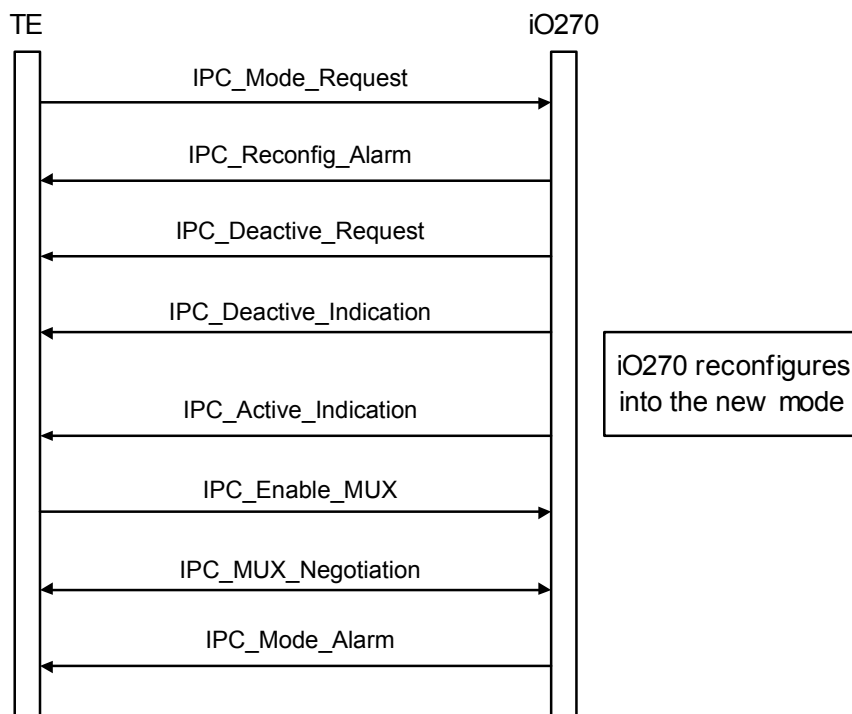 TE
iO270
IPC_Mode_Request
IPC_Reconfig_Alarm
IPC_Deactive_Request
IPC_Deactive_Indication
iO270 reconfigures
into the new mode
IPC_Active_Indication
IPC_Enable_MUX
IPC_MUX_Negotiation
IPC_Mode_Alarm